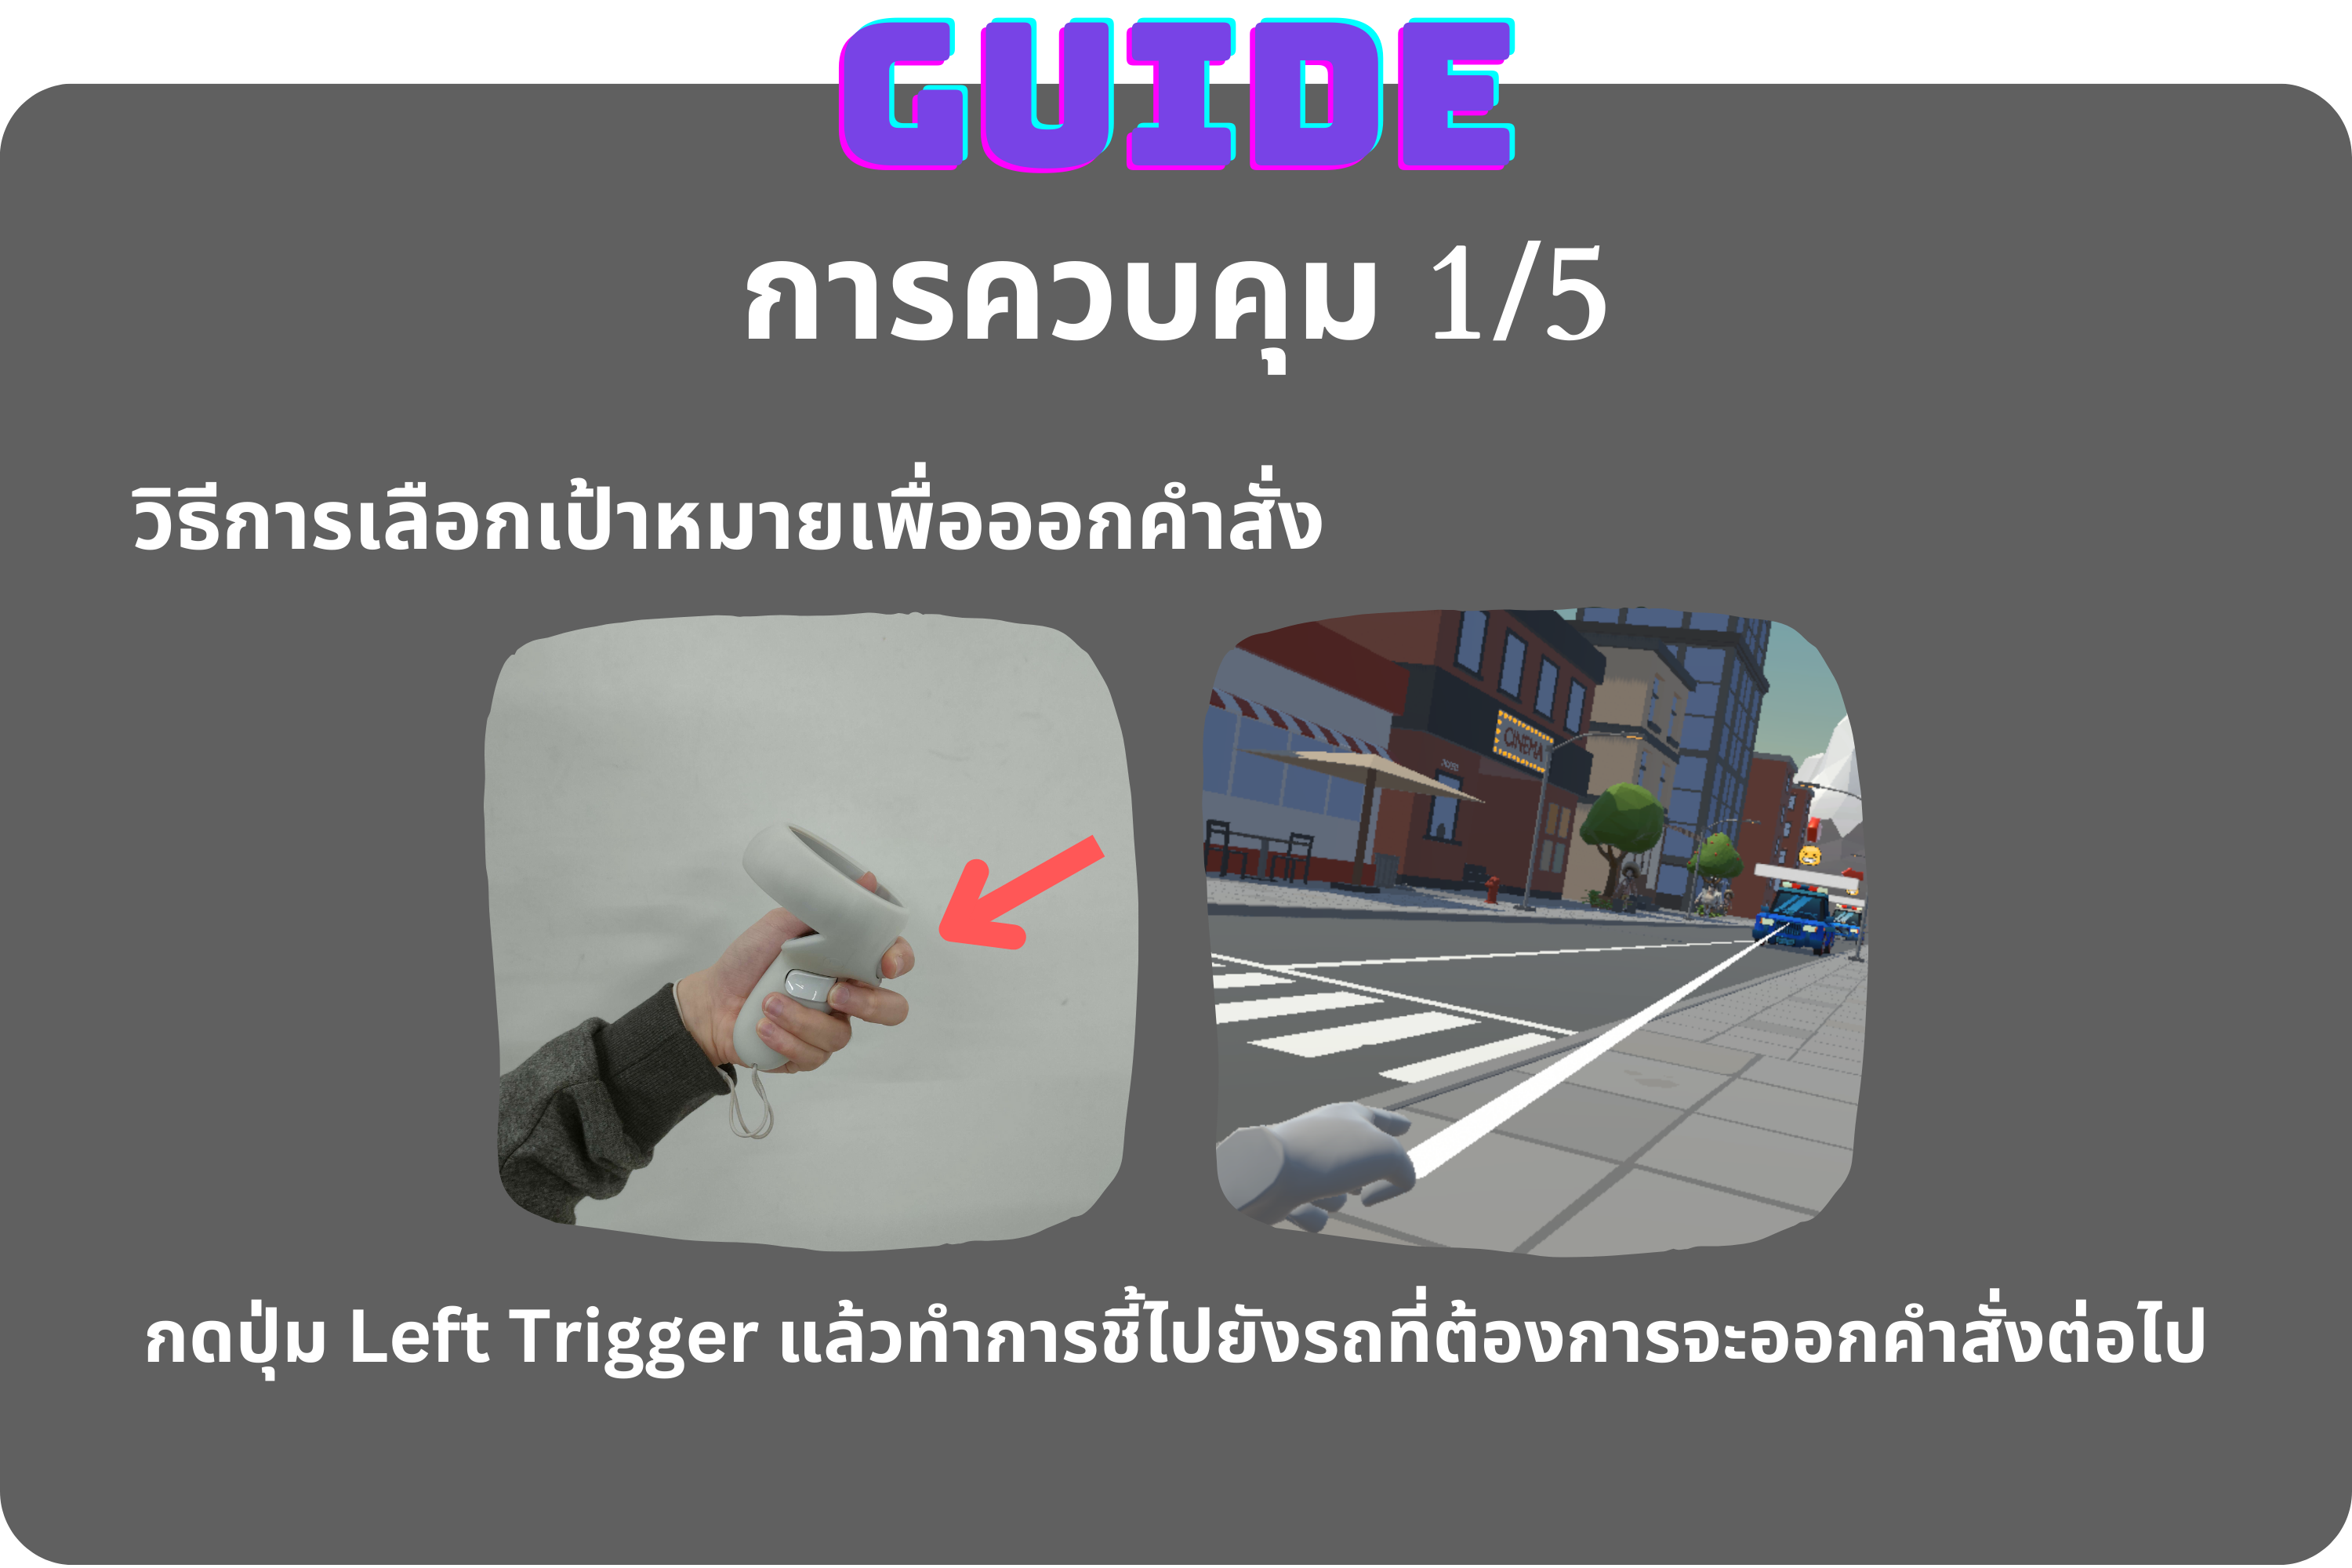 GUIDE
การควบคุม 1/5
วิธีการเลือกเป้าหมายเพื่อออกคำสั่ง
CINEMA
กดปุ่ม Left Trigger แล้วทำการชี้ไปยังรถที่ต้องการจะออกคำสั่งต่อไป